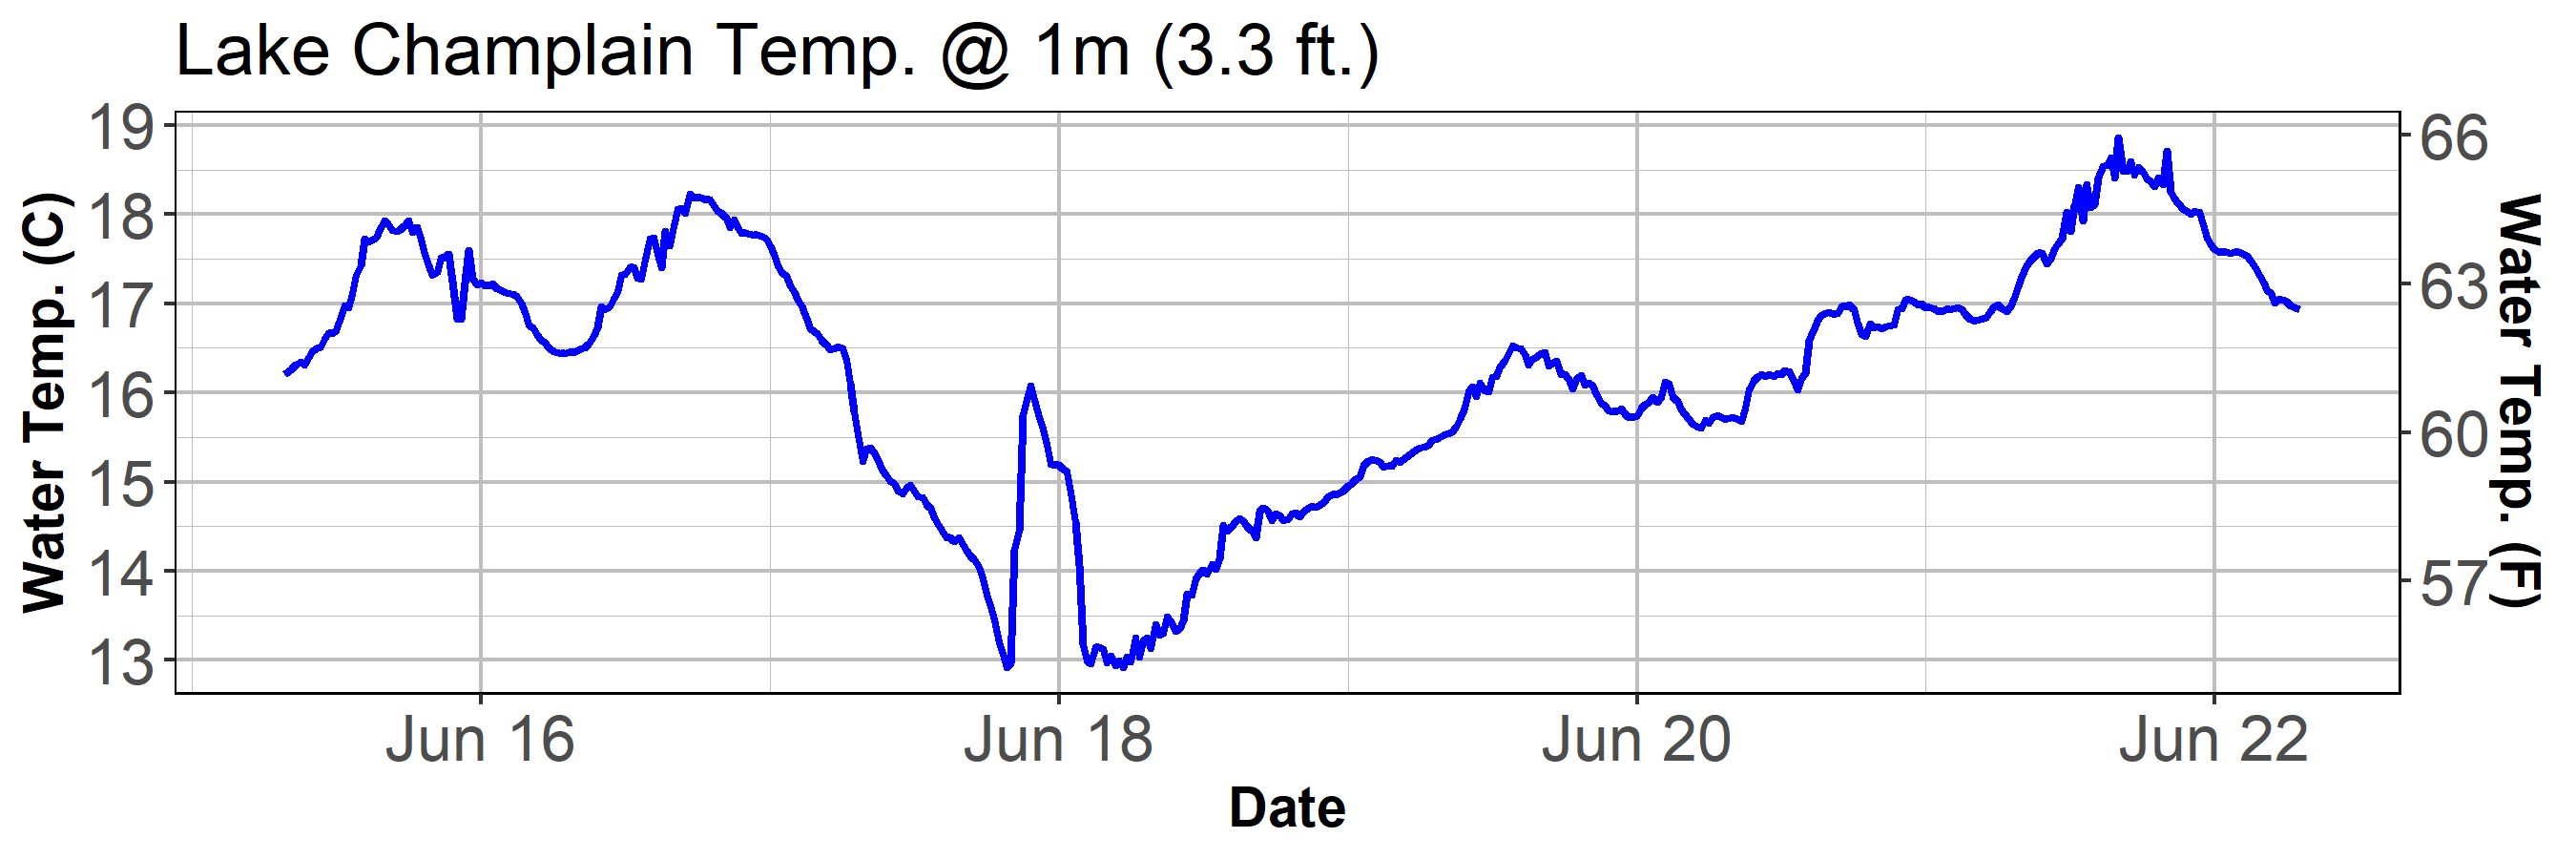 Lake Champlain Temp. @ 1m (3.3 ft.)
Water Temp. (C)
19
18
17
16
15
14
13
66
63
60
57
Water Temp. (F)
Jun 16 Jun 18 Jun 20 Jun 22
Date